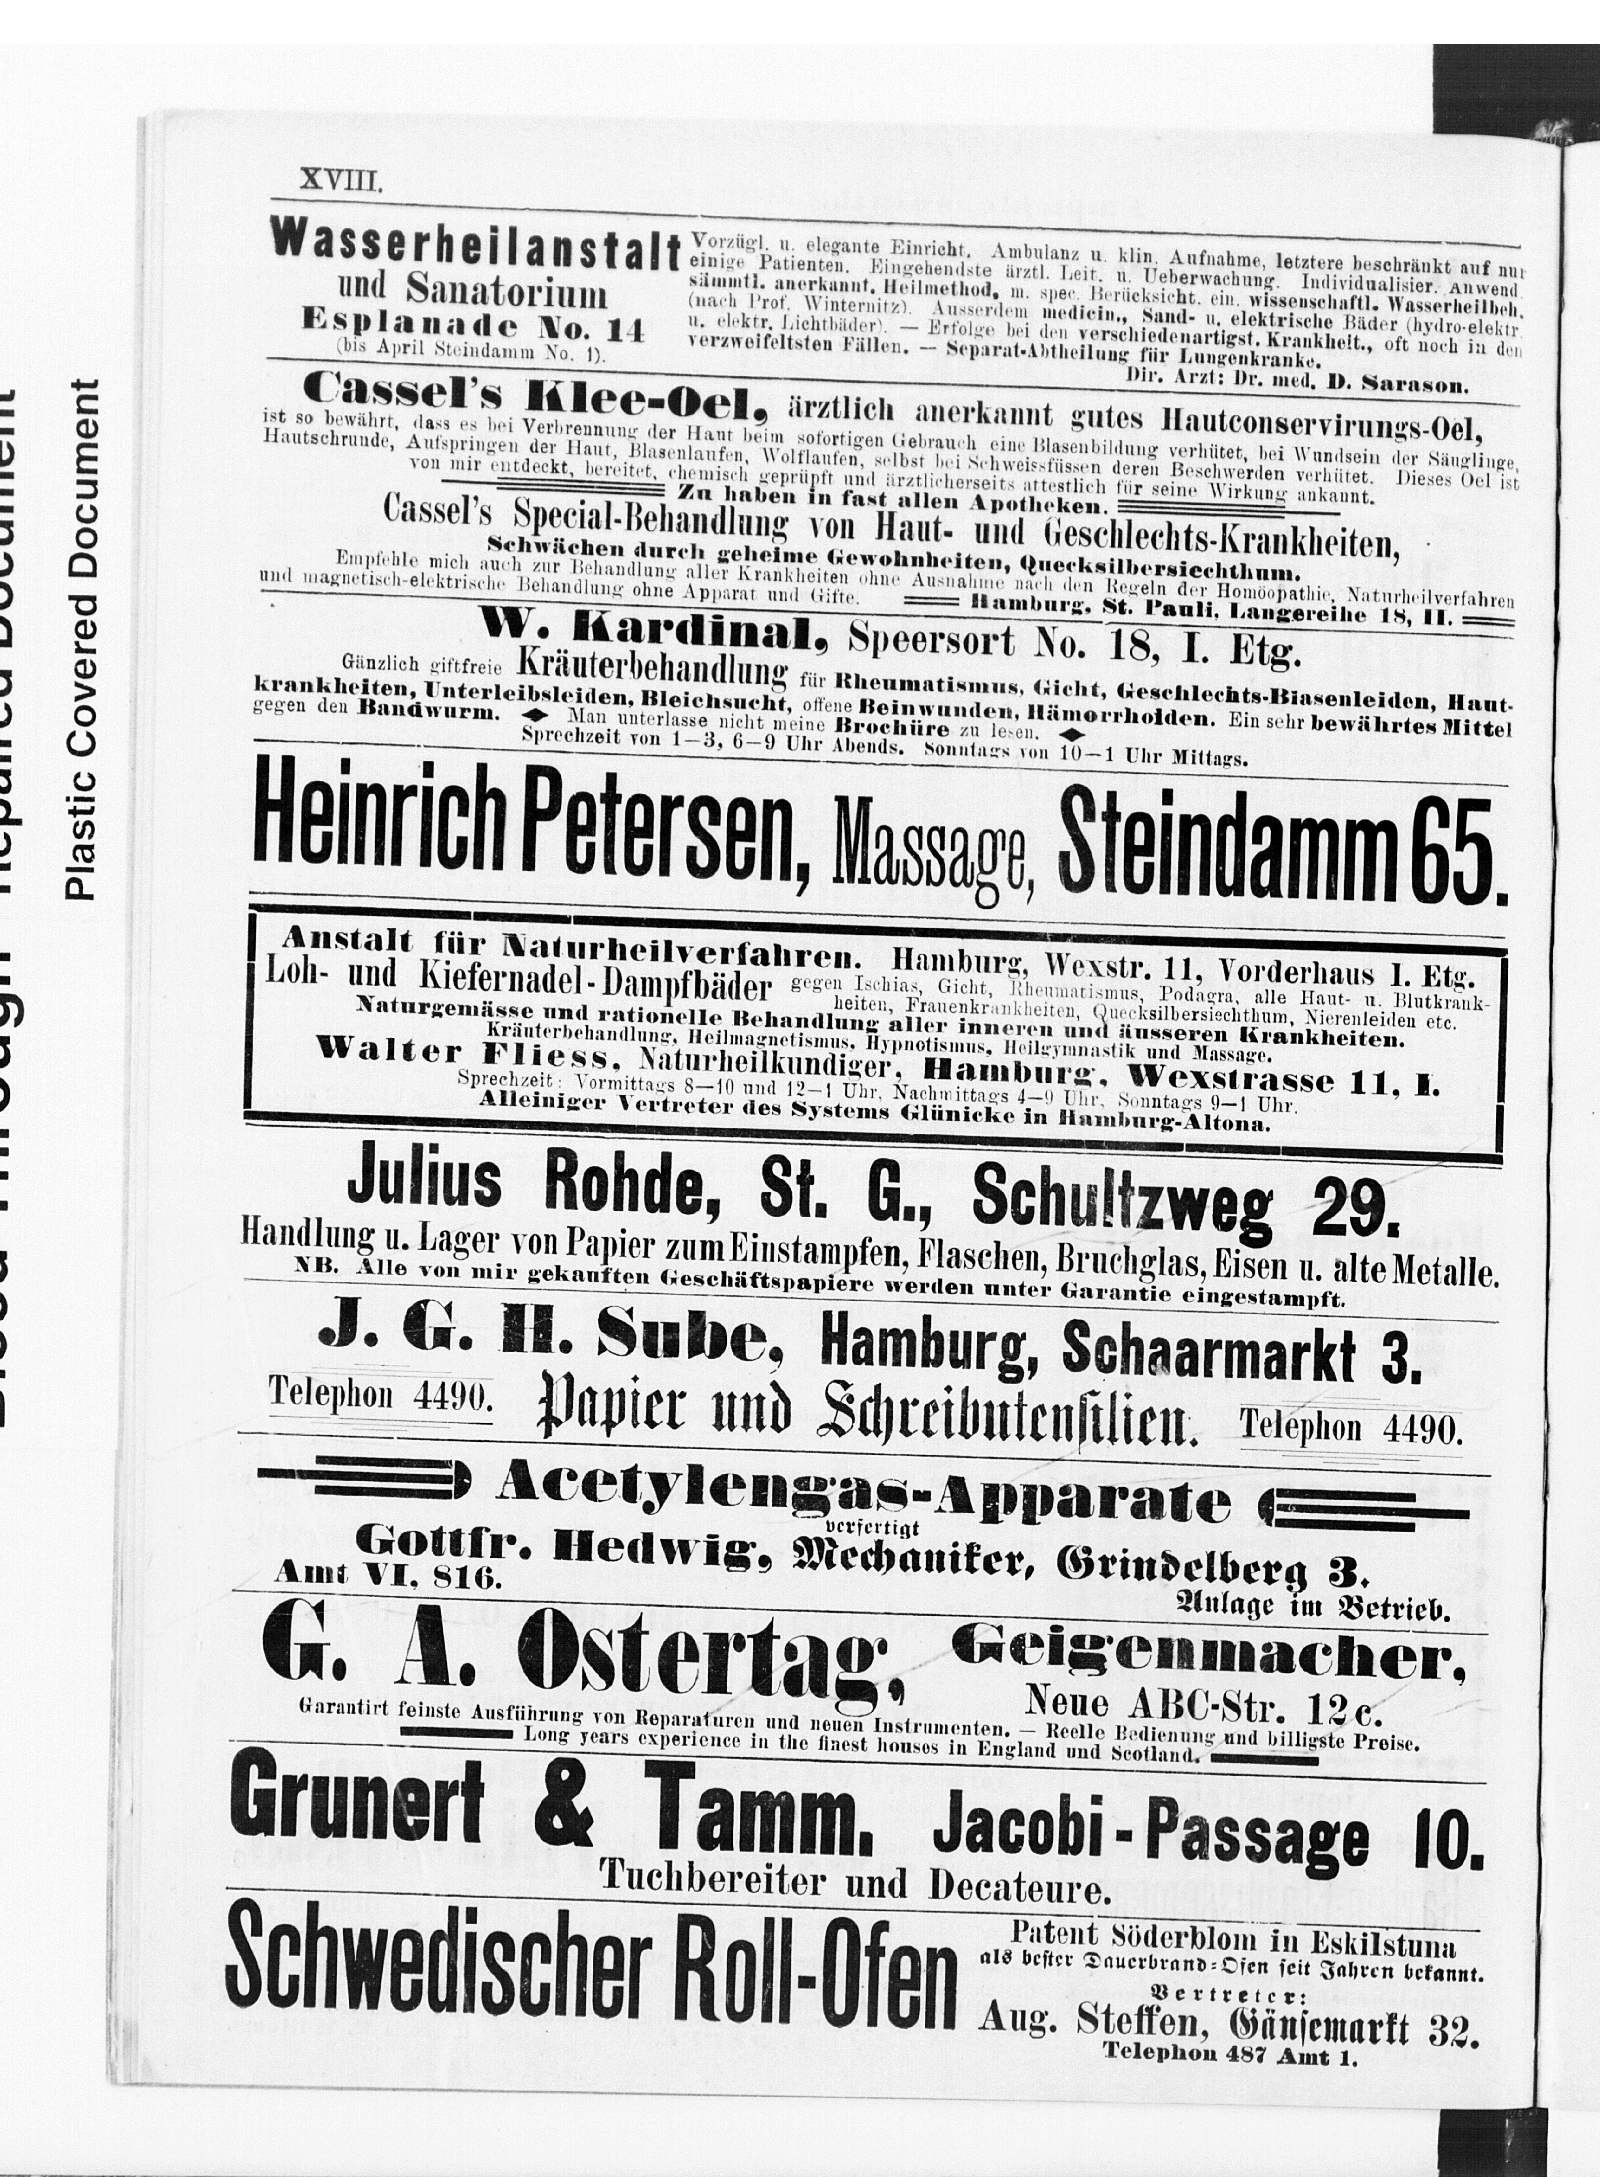 XVIII.
Wasserheilanstalt
und Sanatorium
Esplanade No. 14
(bis April Steindamm No. 1).
Vorzügl. u. elegante Einricht. Ambulanz u. klin. Aufnahme, letztere beschränkt auf nur
einige Patienten. Eingehendste ärztl. Leit. u. Ueberwachung. Individualisier. Anwend.
sämmtl. anerkannt. Heilmethod. m. spec. Berücksicht. ein. wissenschaftl. Wasserheilbeh.
(nach Prof. Winternitz). Ausserdem medicin., Sand- u. elektrische Bäder (hydro-elektr.
u. elektr. Lichtbäder). — Erfolge bei den verschiedenartigst. Krankheit., oft noch in den
verzweifeltsten Fällen. — Separat-Abtheilung für Lungenkranke.
Dir. Arzt: Dr. med. D. Sarason.
Cassel's Klee-Oel, ärztlich anerkannt gutes Hautconservirungs-Oel,
ist so bewährt, dass es bei Verbrennung der Haut beim sofortigen Gebrauch eine Blasenbildung verhütet, bei Wundsein der Säuglinge,
Hautschrunde, Aufspringen der Haut, Blasenlaufen, Wolflaufen, selbst bei Schweissfüssen deren Beschwerden verhütet. Dieses Oel ist
von mir entdeckt, bereitet, chemisch geprüpft und ärztlicherseits attestlich für seine Wirkung ankannt.
Zu haben in fast allen Apotheken.
Cassel's Special-Behandlung von Haut- und Geschlechts-Krankheiten,
Schwächen durch geheime Gewohnheiten, Quecksilbersiechthum.
Empfehle mich auch zur Behandlung aller Krankheiten ohne Ausnahme nach den Regeln der Homöopathie, Naturheilverfahren
und magnetisch-elektrische Behandlung ohne Apparat und Gifte. Hamburg, St. Pauli, Langereihe 18, II.
W. Kardinal, Speersort No. 18, I. Etg.
Gänzlich giftfreie Kräuterbehandlung für Rheumatismus, Gicht, Geschlechts-Blasenleiden, Haut-
krankheiten, Unterleibsleiden, Bleichsucht, offene Beinwunden, Hämorrhoiden. Ein sehr bewährtes Mittel
gegen den Bandwurm. Man unterlasse nicht meine Brochüre zu lesen.
Sprechzeit von 1—3, 6—9 Uhr Abends. Sonntags von 10—1 Uhr Mittags.
Heinrich Petersen, Massage, Steindamm 65.
Anstalt für Naturheilverfahren. Hamburg, Wexstr. 11, Vorderhaus I. Etg.
Loh- und Kiefernadel-Dampfbäder gegen Ischias, Gicht, Rheumatismus, Podagra, alle Haut- u. Blutkrank-
heiten, Frauenkrankheiten, Quecksilbersiechthum, Nierenleiden etc.
Naturgemässe und rationelle Behandlung aller inneren und äusseren Krankheiten.
Kräuterbehandlung, Heilmagnetismus, Hypnotismus, Heilgymnastik und Massage.
Walter Fliess, Naturheilkundiger, Hamburg, Wexstrasse 11, I.
Sprechzeit: Vormittags 8—10 und 12—1 Uhr, Nachmittags 4—9 Uhr, Sonntags 9—1 Uhr.
Alleiniger Vertreter des Systems Glünicke in Hamburg-Altona.
Julius Rohde, St. G., Schultzweg 29.
Handlung u. Lager von Papier zum Einstampfen, Flaschen, Bruchglas, Eisen u. alte Metalle.
NB. Alle von mir gekauften Geschäftspapiere werden unter Garantie eingestampft.
J. G. H. Sube, Hamburg, Schaarmarkt 3.
Telephon 4490. Papier und Schreibutensilien. Telephon 4490.
Acetylengas-Apparate
verfertigt
Gottfr. Hedwig, Mechaniker, Grindelberg 3.
Amt VI, 816.
Anlage im Betrieb.
G. A. Ostertag, Geigenmacher,
Neue ABC-Str. 12c.
Garantirt feinste Ausführung von Reparaturen und neuen Instrumenten. — Reelle Bedienung und billigste Preise.
Long years experience in the finest houses in England und Scotland.
Grunert & Tamm. Jacobi-Passage 10.
Tuchbereiter und Decateure.
Schwedischer Roll-Ofen
Patent Söderblom in Eskilstuna
als bester Dauerbrand-Ofen seit Jahren bekannt.
Vertreter:
Aug. Steffen, Gänsemarkt 32.
Telephon 487 Amt 1.
Plastic Covered Document